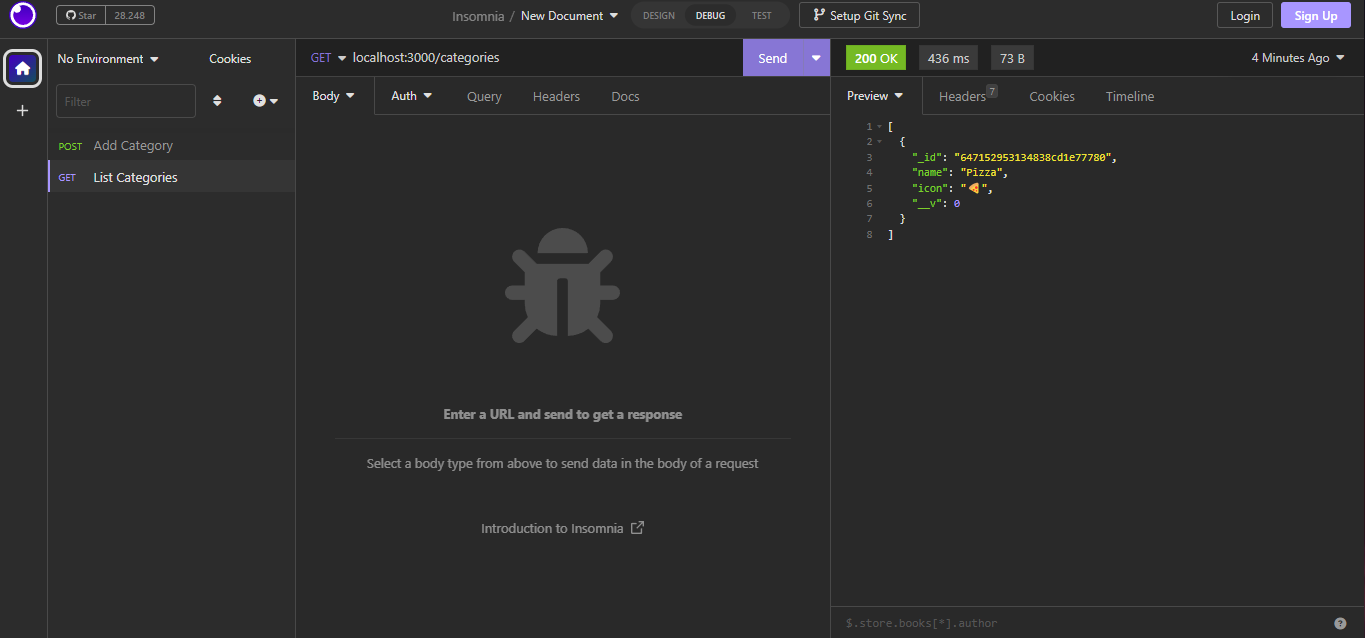 Star 28.248 Insomnia / New Document DESIGN DEBUG TEST Setup Git Sync Login Sign Up
No Environment Cookies GET localhost:3000/categories Send 200 OK 436 ms 73 B 4 Minutes Ago
Filter Body Auth Query Headers Docs Preview Headers 7 Cookies Timeline
POST Add Category
GET List Categories
1 [
2 {
3 "_id": "647152953134838cd1e77780",
4 "name": "Pizza",
5 "icon": "🍕",
6 "__v": 0
7 }
8 ]
Enter a URL and send to get a response
Select a body type from above to send data in the body of a request
Introduction to Insomnia
$.store.books[*].author ?